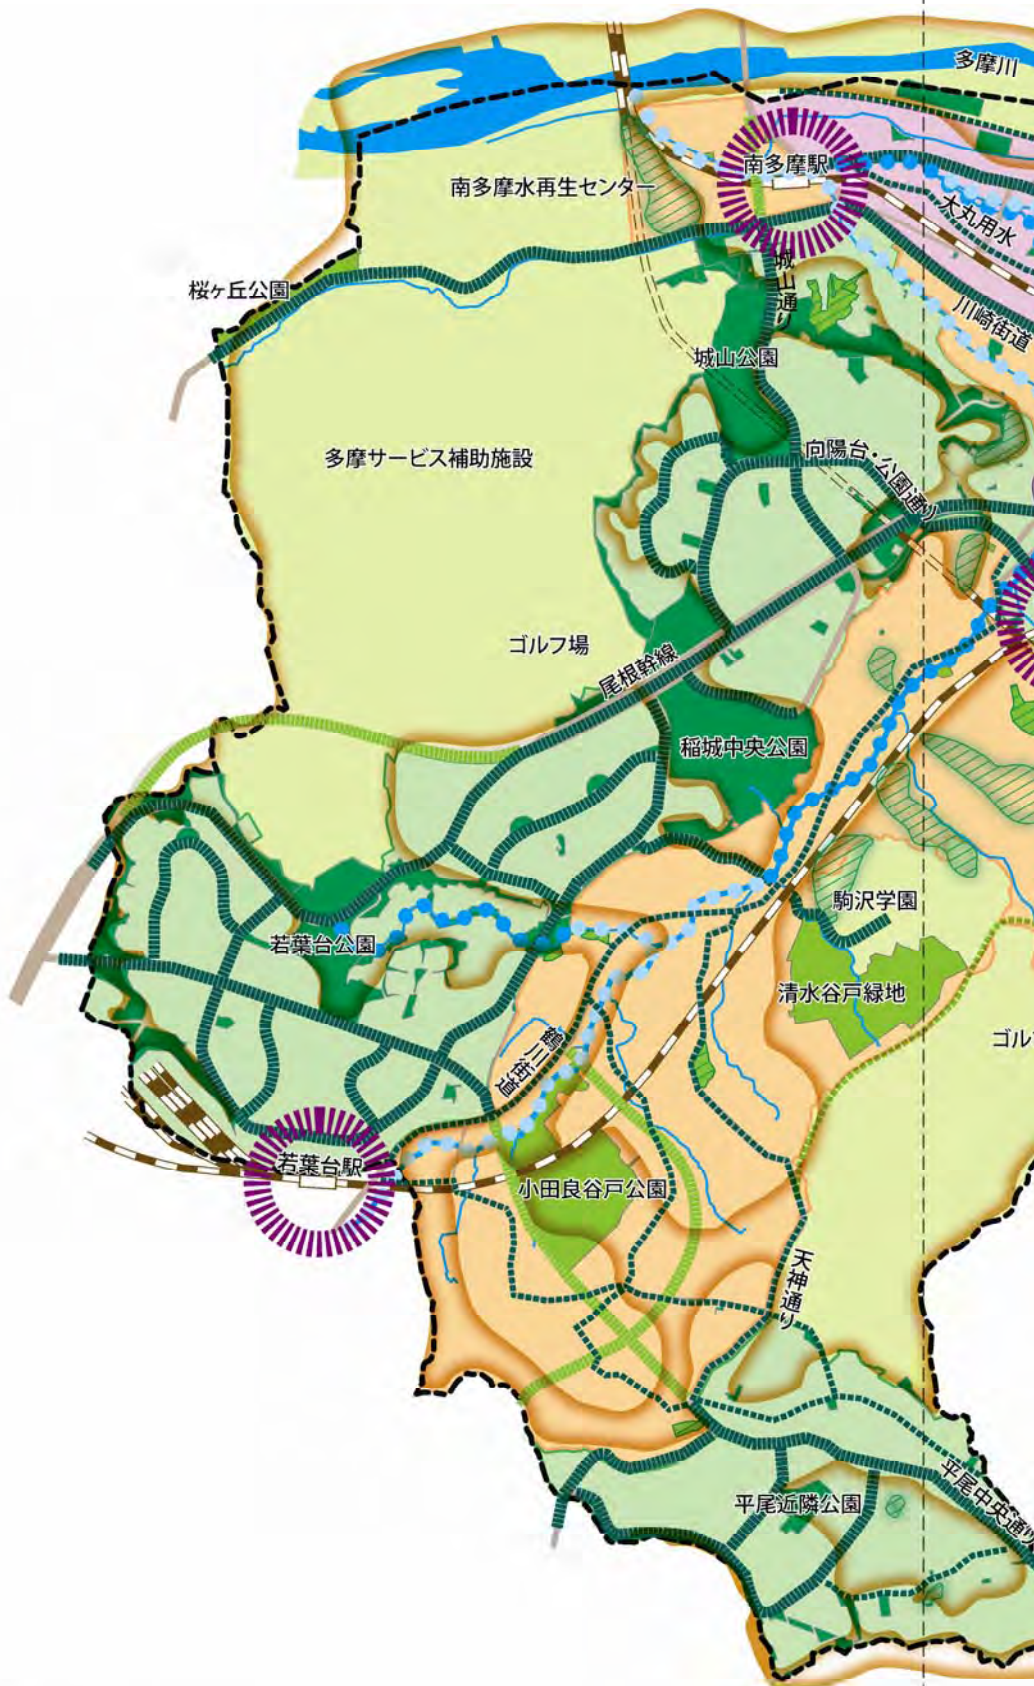 多摩川
南多摩駅
南多摩水再生センター
大丸用水
城山通り
桜ヶ丘公園
川崎街道
城山公園
向陽台・公園通り
多摩サービス補助施設
ゴルフ場
尾根幹線
稲城中央公園
駒沢学園
若葉台公園
清水谷戸緑地
ゴル
鶴川街道
若葉台駅
小田良谷戸公園
天神通り
平尾中央通り
平尾近隣公園